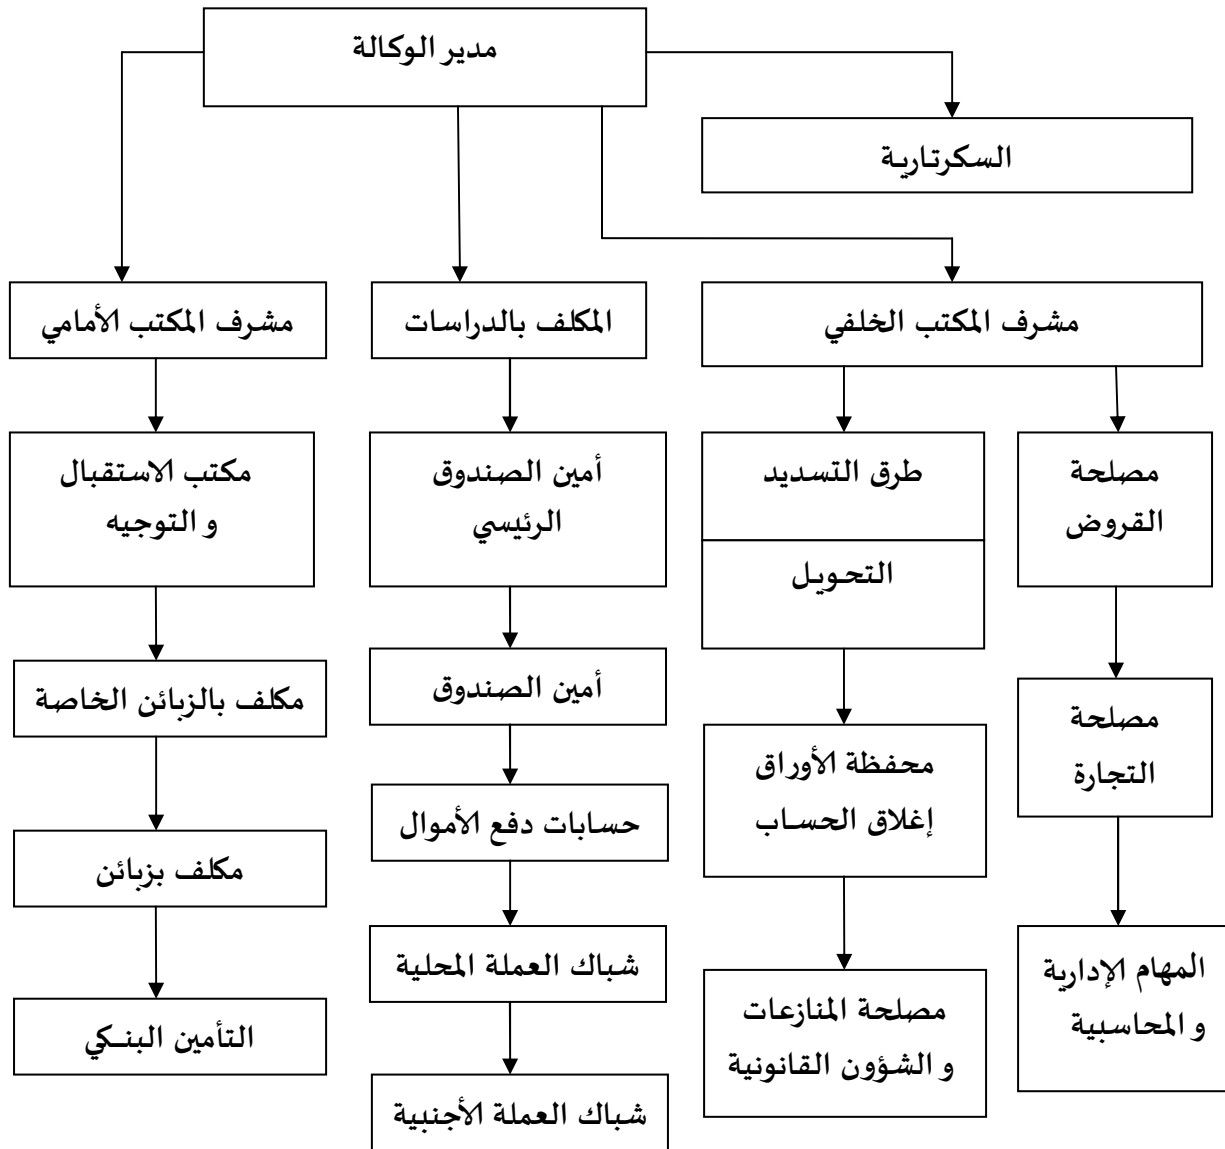 مدير الوكالة
السكرتارية
مشرف المكتب الخلفي
المكلف بالدراسات
مشرف المكتب الأمامي
مصلحة
القروض
طرق التسديد
التحويل
أمين الصندوق
الرئيسي
مكتب الاستقبال
و التوجيه
مصلحة
التجارة
محفظة الأوراق
إغلاق الحساب
أمين الصندوق
مكلف بالزبائن الخاصة
حسابات دفع الأموال
مكلف بزبائن
المهام الإدارية
و المحاسبية
مصلحة المنازعات
و الشؤون القانونية
شباك العملة المحلية
التأمين البنكي
شباك العملة الأجنبية